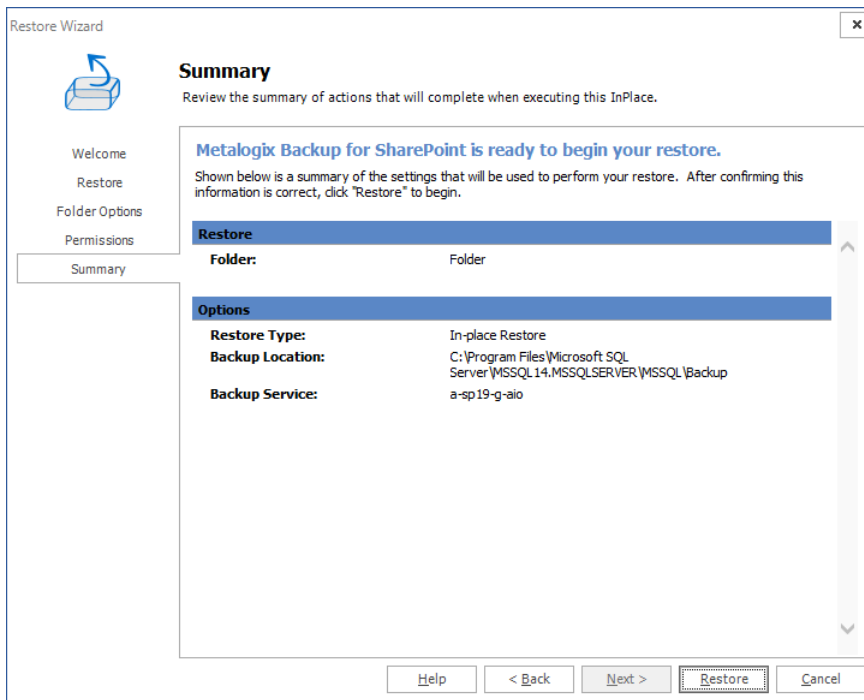 Restore Wizard
Summary
Review the summary of actions that will complete when executing this InPlace.
Welcome
Restore
Folder Options
Permissions
Summary
Metalogix Backup for SharePoint is ready to begin your restore.
Shown below is a summary of the settings that will be used to perform your restore. After confirming this
information is correct, click "Restore" to begin.
Restore
Folder: Folder
Options
Restore Type: In-place Restore
Backup Location: C:\Program Files\Microsoft SQL
Server\MSSQL14.MSSQLSERVER\MSSQL\Backup
Backup Service: a-sp19-g-aio
Help < Back Next > Restore Cancel